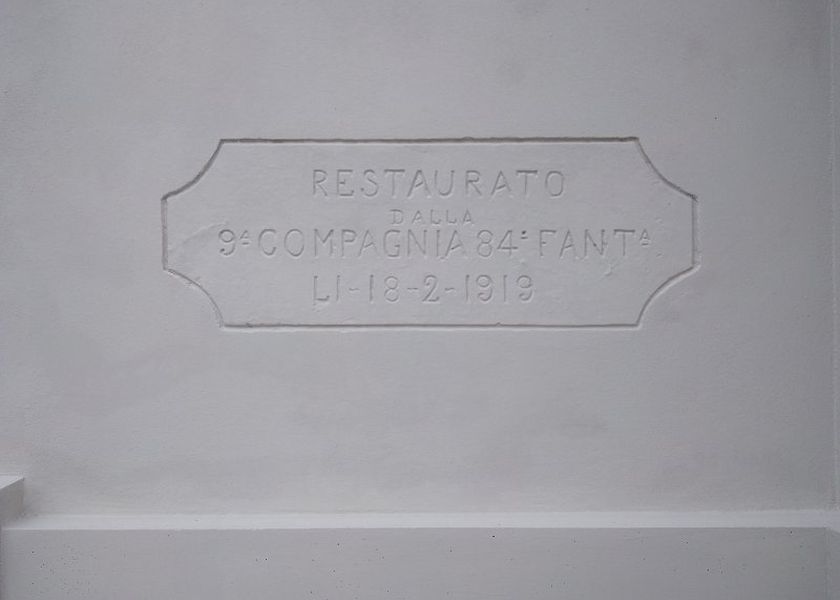 RESTAURATO
DALLA
9ᴬ COMPAGNIA 84ª FANTᴬ
LI-18-2-1919